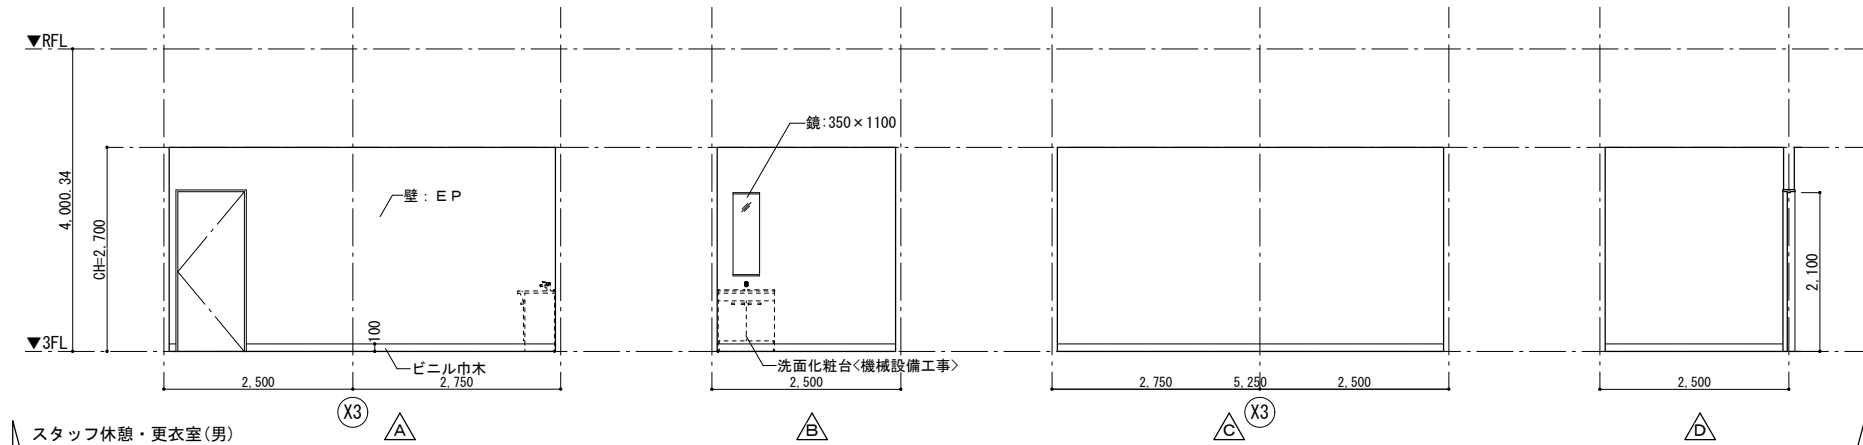 ▼RFL
4,000.34
CH=2,700
▼3FL
壁：ＥＰ
100
ビニル巾木
2,500
2,750
X3
A
鏡:350×1100
洗面化粧台<機械設備工事>
2,500
B
2,750
5,250
2,500
C
X3
2,100
2,500
D
スタッフ休憩・更衣室(男)